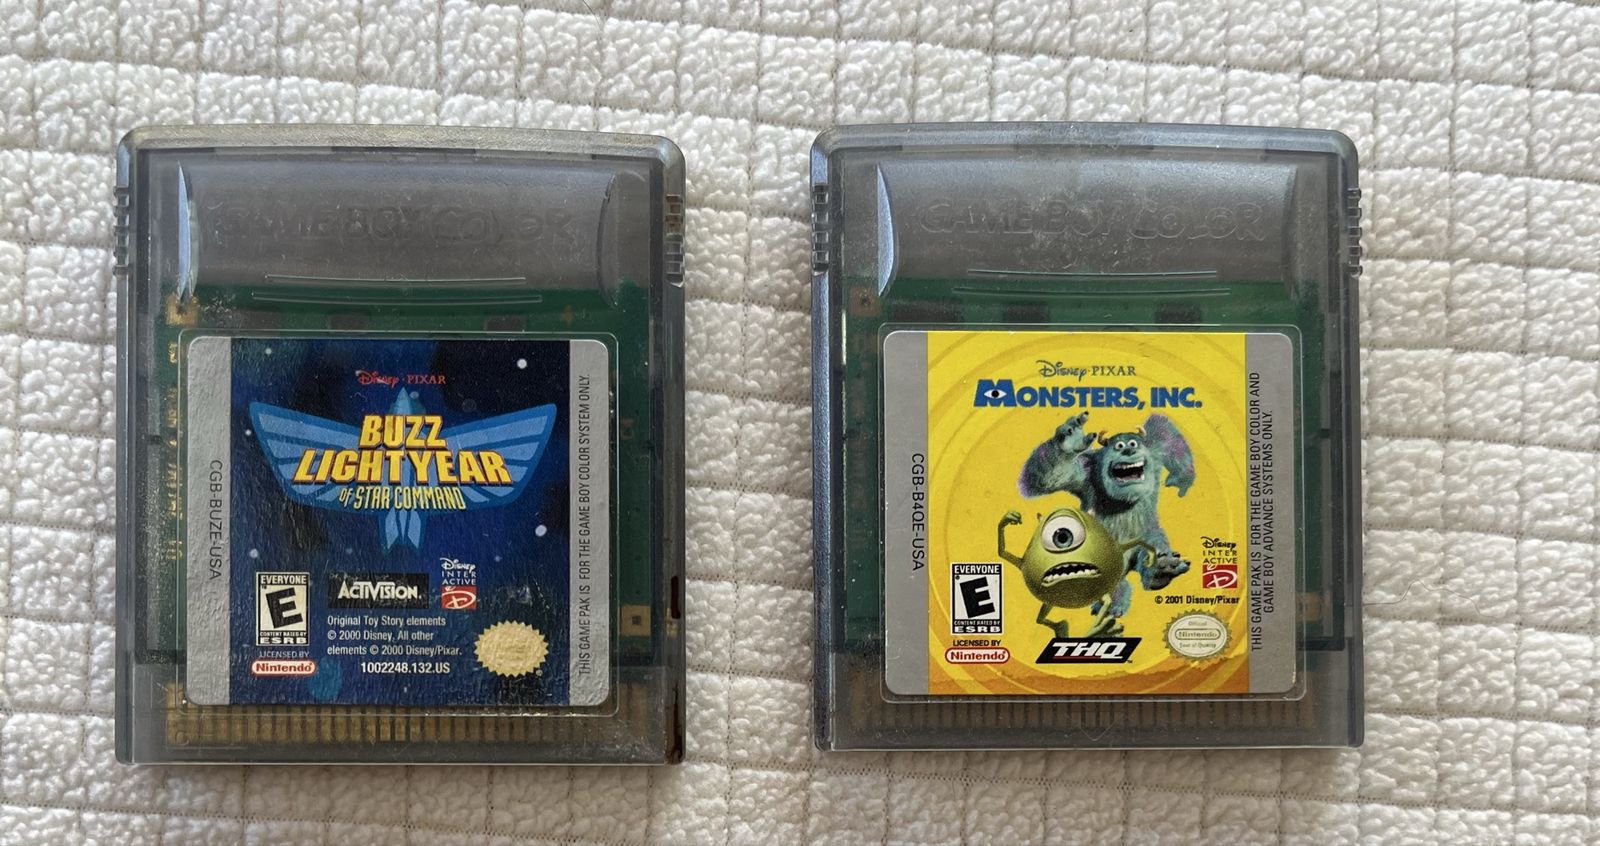 GAME BOY COLOR
Disney · PIXAR
BUZZ
LIGHTYEAR
OF STAR COMMAND
CGB-BUZE-USA
THIS GAME PAK IS FOR THE GAME BOY COLOR SYSTEM ONLY.
EVERYONE
E
CONTENT RATED BY
ESRB
ACTIVISION.
Disney
INTER
ACTIVE
D
LICENSED BY
Nintendo
Original Toy Story elements
© 2000 Disney, All other
elements © 2000 Disney/Pixar.
1002248.132.US
GAME BOY COLOR
Disney · PIXAR
MONSTERS, INC.
CGB-B4QE-USA
THIS GAME PAK IS FOR THE GAME BOY COLOR AND
GAME BOY ADVANCE SYSTEMS ONLY.
EVERYONE
E
CONTENT RATED BY
ESRB
Disney
INTER
ACTIVE
D
© 2001 Disney/Pixar
LICENSED BY
Nintendo
THQ
Official
Nintendo
Seal of Quality